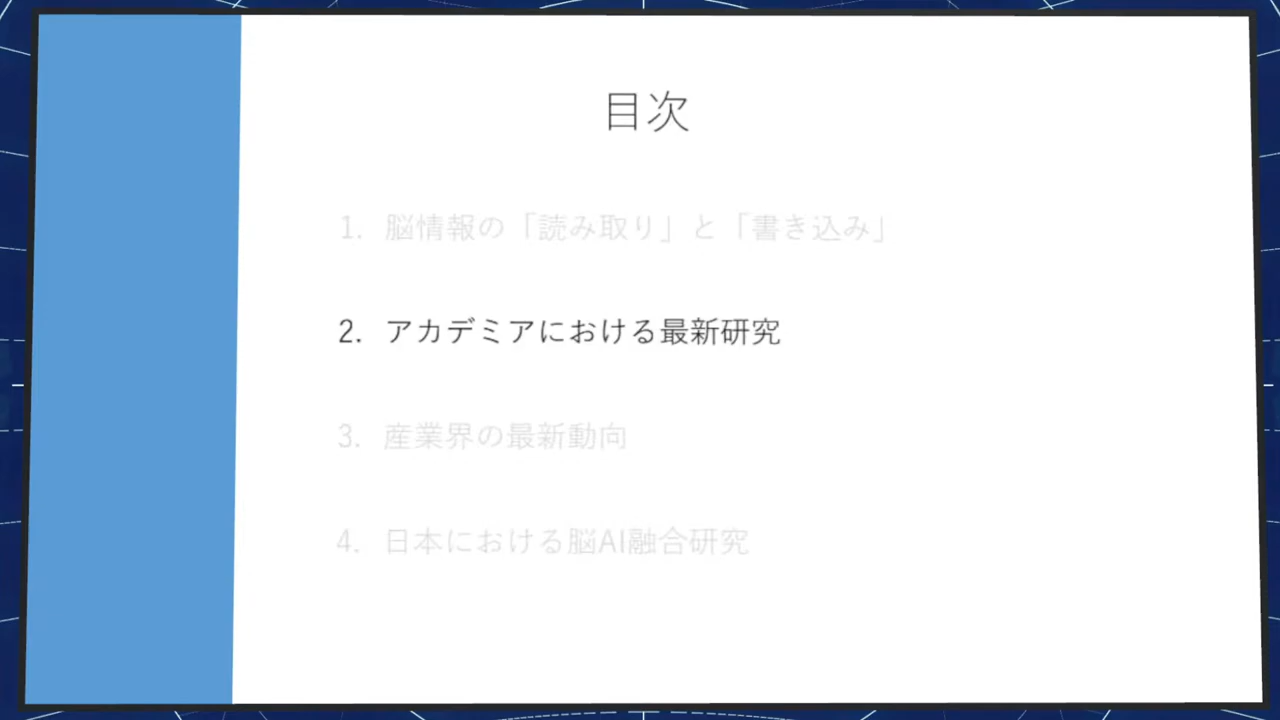 目次
1. 脳情報の「読み取り」と「書き込み」
2. アカデミアにおける最新研究
3. 産業界の最新動向
4. 日本における脳AI融合研究